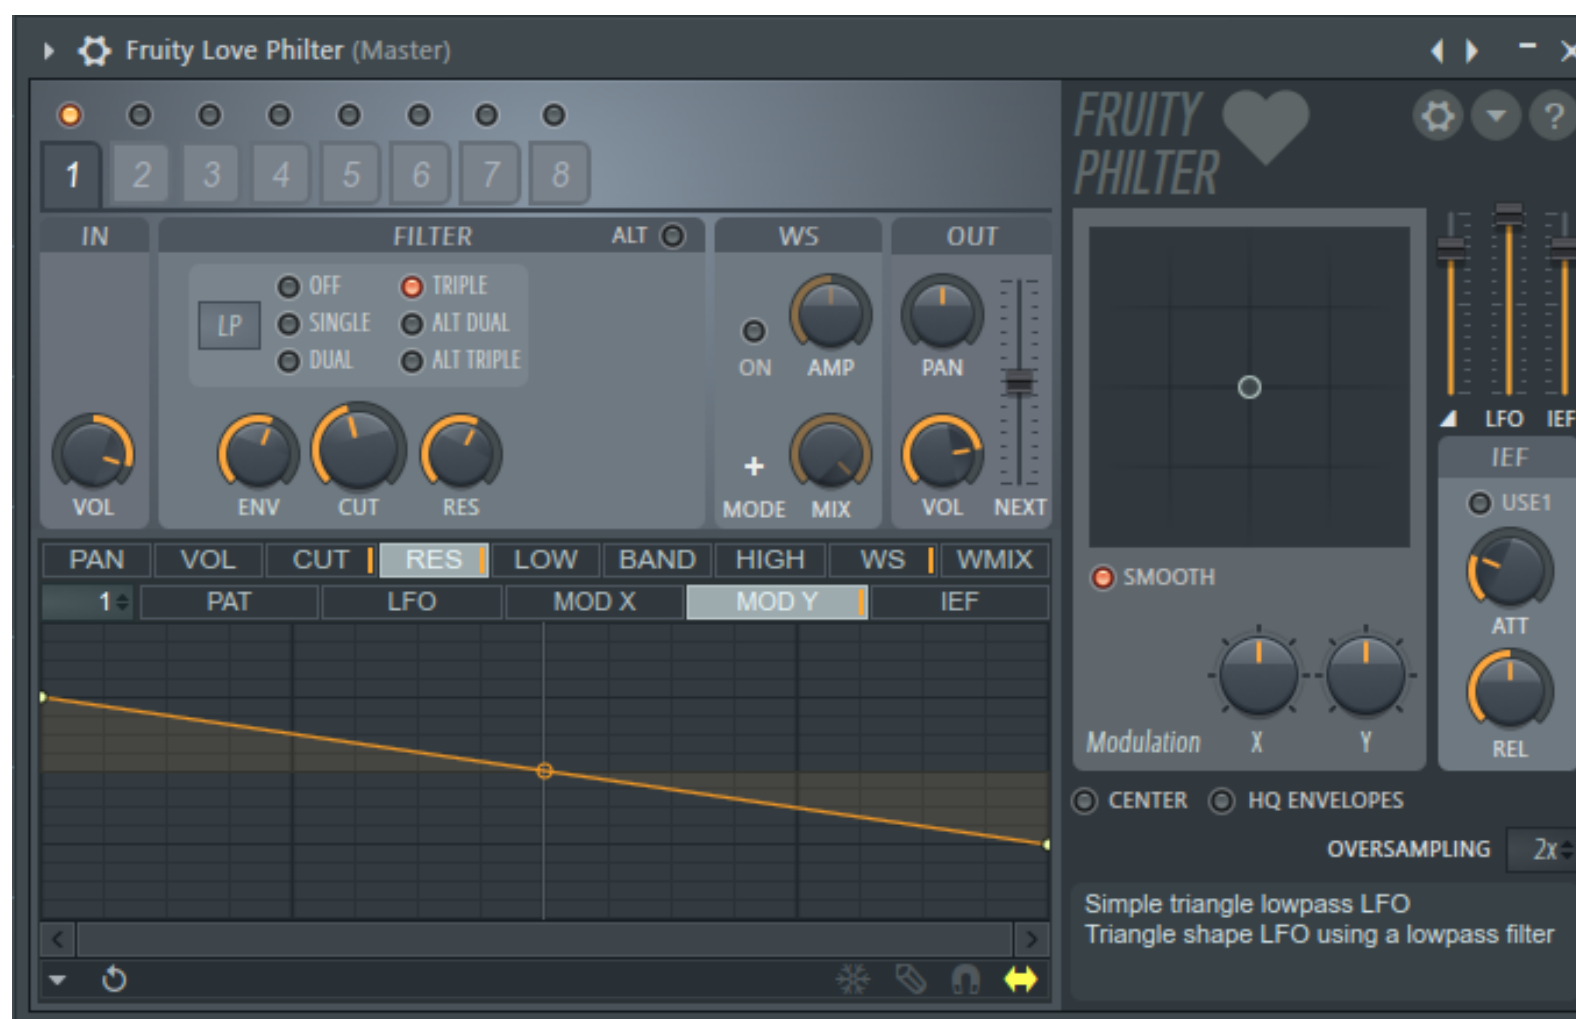 Fruity Love Philter (Master)
FRUITY
PHILTER
?
1 2 3 4 5 6 7 8
IN FILTER ALT WS OUT
OFF TRIPLE
LP SINGLE ALT DUAL
DUAL ALT TRIPLE
ON AMP PAN
VOL ENV CUT RES MODE MIX VOL NEXT
LFO IEF
IEF
USE1
ATT
REL
SMOOTH
Modulation X Y
PAN VOL CUT RES LOW BAND HIGH WS WMIX
1 PAT LFO MOD X MOD Y IEF
CENTER HQ ENVELOPES
OVERSAMPLING 2x
Simple triangle lowpass LFO
Triangle shape LFO using a lowpass filter